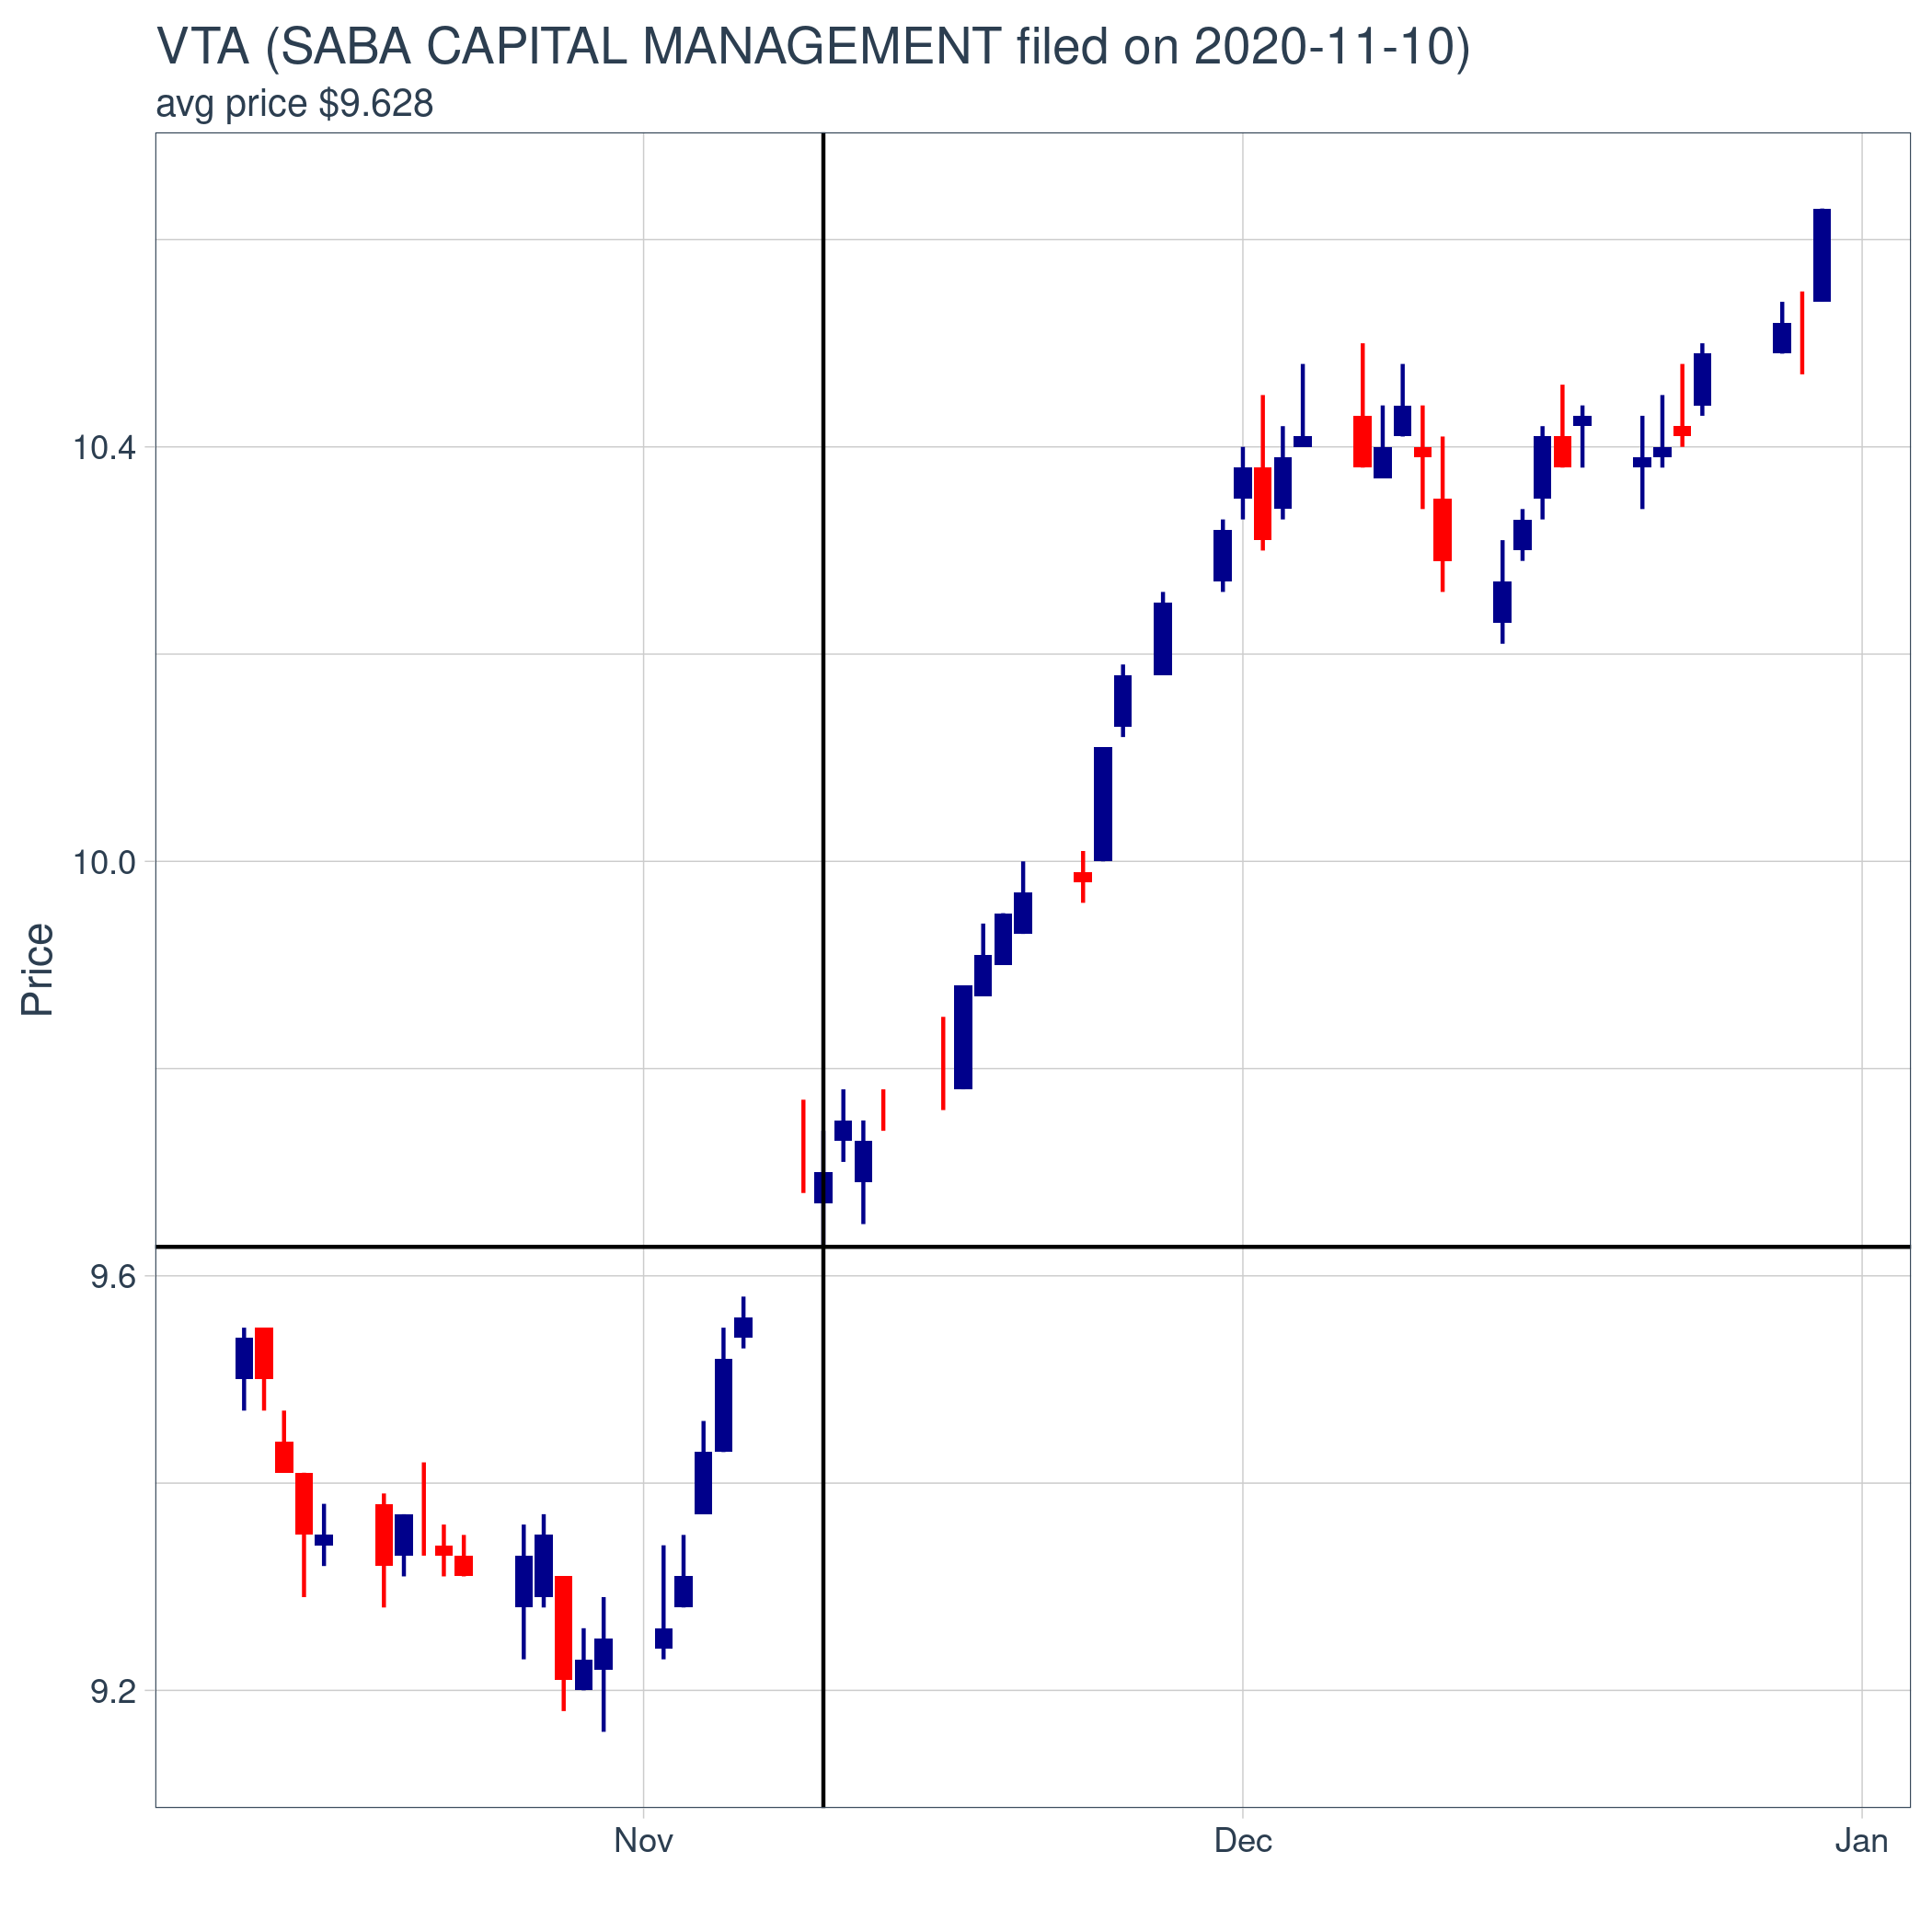 VTA (SABA CAPITAL MANAGEMENT filed on 2020-11-10)
avg price $9.628
10.4
10.0
Price
9.6
9.2
Nov Dec Jan